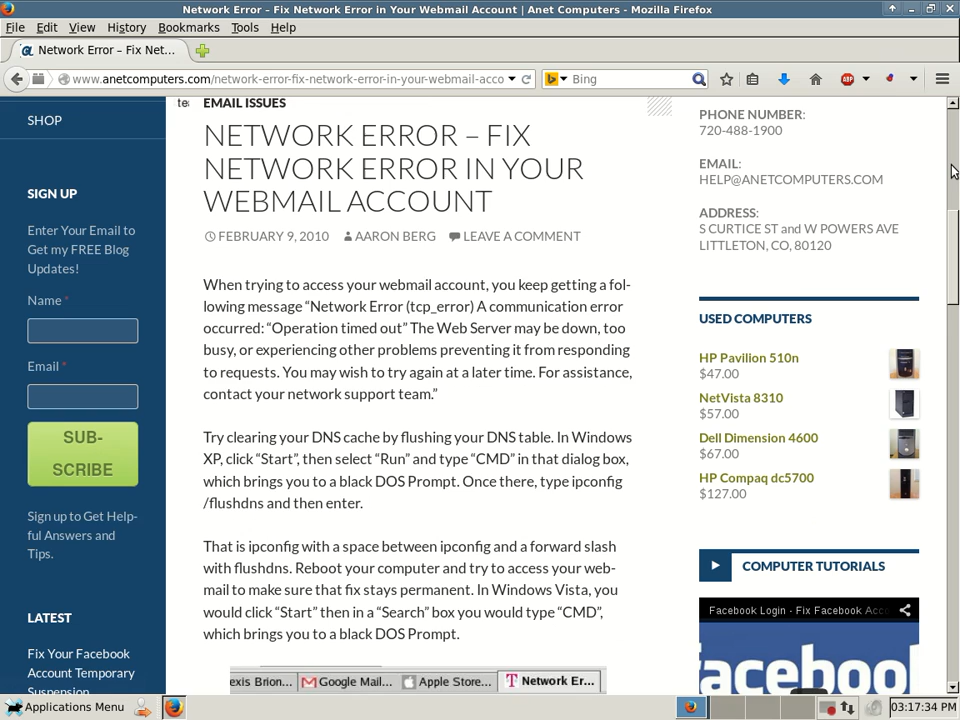 Network Error – Fix Network Error in Your Webmail Account | Anet Computers - Mozilla Firefox
File Edit View History Bookmarks Tools Help
Network Error – Fix Net...
www.anetcomputers.com/network-error-fix-network-error-in-your-webmail-acco
Bing
SHOP
SIGN UP
Enter Your Email to
Get my FREE Blog
Updates!
Name *
Email *
SUB-
SCRIBE
Sign up to Get Help-
ful Answers and
Tips.
LATEST
Fix Your Facebook
Account Temporary
Suspension
EMAIL ISSUES
NETWORK ERROR – FIX
NETWORK ERROR IN YOUR
WEBMAIL ACCOUNT
FEBRUARY 9, 2010 AARON BERG LEAVE A COMMENT
When trying to access your webmail account, you keep getting a fol-
lowing message “Network Error (tcp_error) A communication error
occurred: “Operation timed out” The Web Server may be down, too
busy, or experiencing other problems preventing it from responding
to requests. You may wish to try again at a later time. For assistance,
contact your network support team.”
Try clearing your DNS cache by flushing your DNS table. In Windows
XP, click “Start”, then select “Run” and type “CMD” in that dialog box,
which brings you to a black DOS Prompt. Once there, type ipconfig
/flushdns and then enter.
That is ipconfig with a space between ipconfig and a forward slash
with flushdns. Reboot your computer and try to access your web-
mail to make sure that fix stays permanent. In Windows Vista, you
would click “Start” then in a “Search” box you would type “CMD”,
which brings you to a black DOS Prompt.
exis Brion... Google Mail... Apple Store... Network Er...
PHONE NUMBER:
720-488-1900
EMAIL:
HELP@ANETCOMPUTERS.COM
ADDRESS:
S CURTICE ST and W POWERS AVE
LITTLETON, CO, 80120
USED COMPUTERS
HP Pavilion 510n
$47.00
NetVista 8310
$57.00
Dell Dimension 4600
$67.00
HP Compaq dc5700
$127.00
COMPUTER TUTORIALS
Facebook Login - Fix Facebook Acco
facebool
Applications Menu
03:17:34 PM